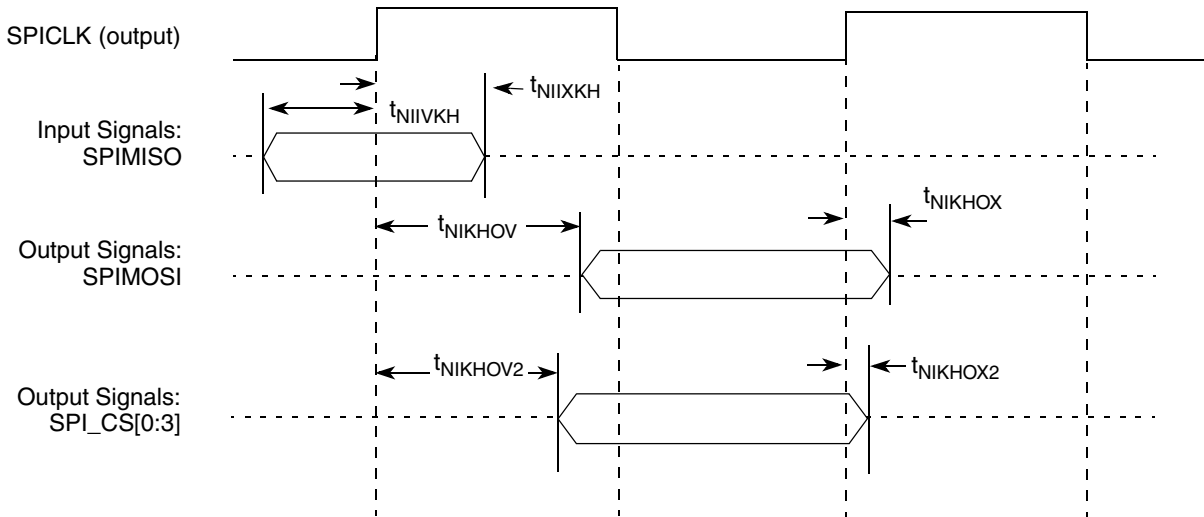 SPICLK (output)
tNIIXKH
tNIIVKH
Input Signals:
SPIMISO
tNIKHOX
tNIKHOV
Output Signals:
SPIMOSI
tNIKHOV2
tNIKHOX2
Output Signals:
SPI_CS[0:3]